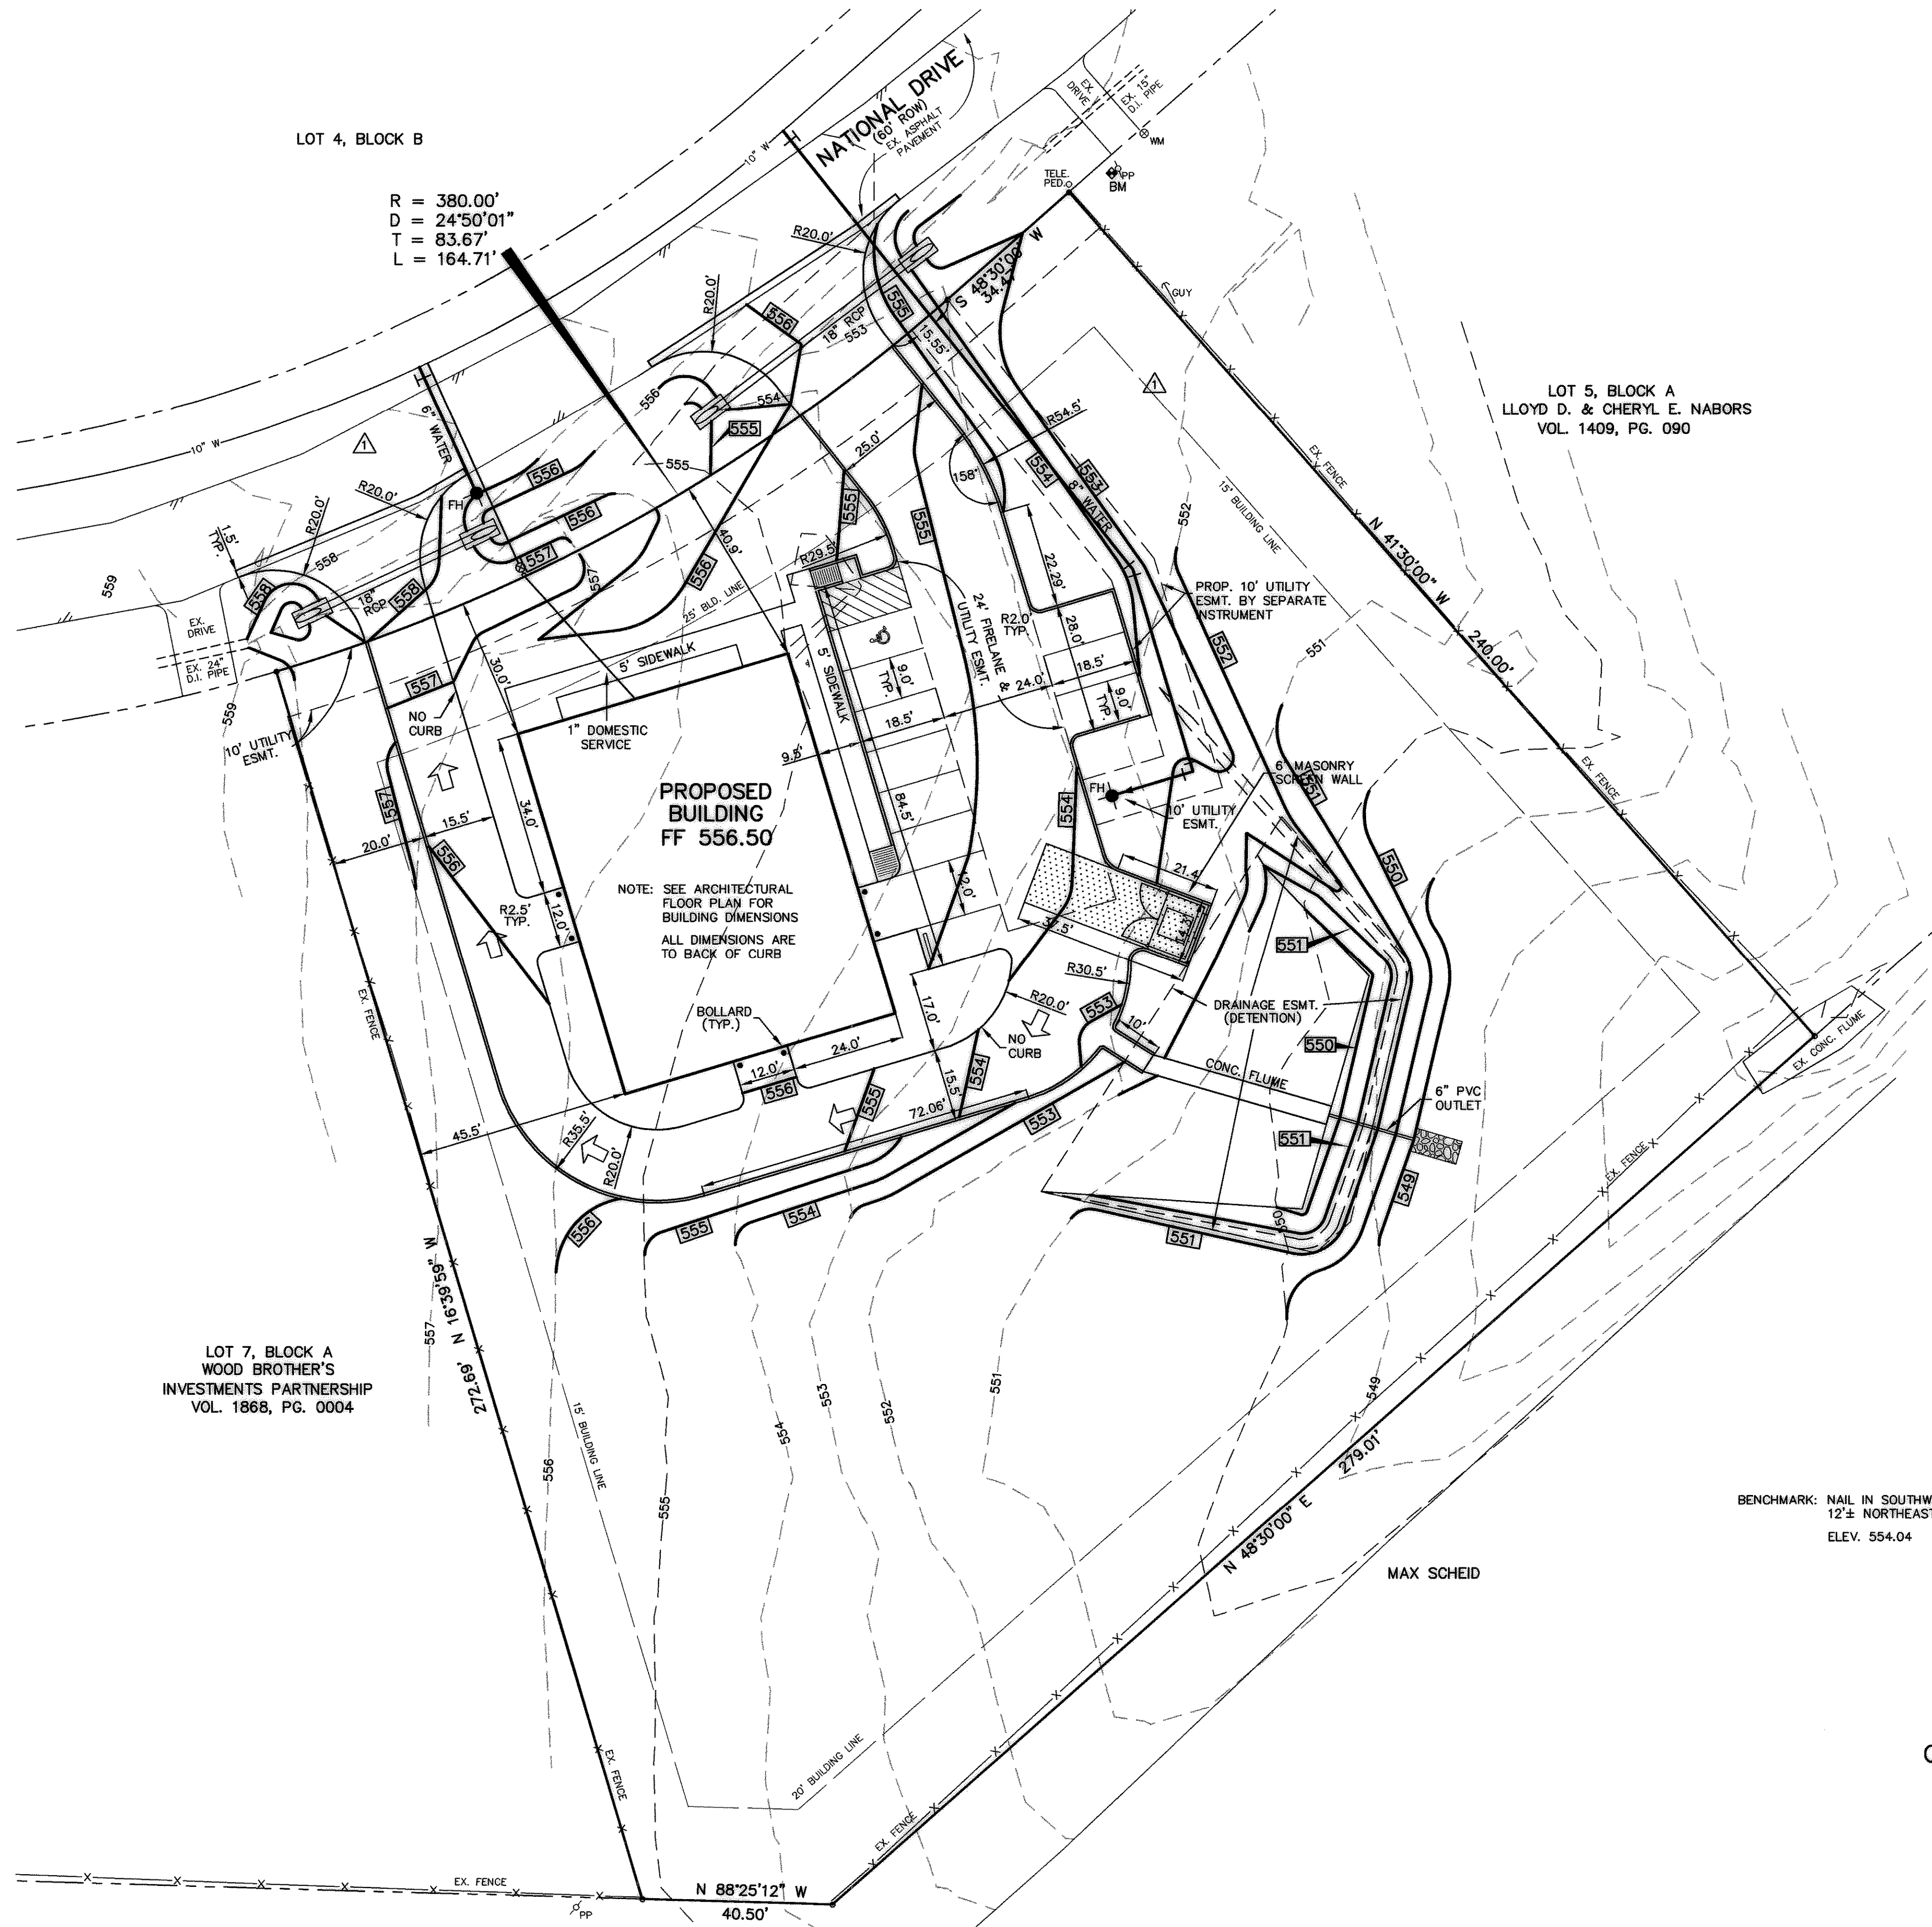 LOT 4, BLOCK B
R = 380.00'
D = 24°50'01"
T = 83.67'
L = 164.71'
NATIONAL DRIVE
(60' ROW)
EX. ASPHALT
PAVEMENT
10" W
EX.
DRIVE
EX. 15"
D.I. PIPE
WM
TELE.
PED.
PP
BM
R20.0'
R20.0'
556
18" RCP
553
555
S 48°30'00" W
34.47'
15.55'
GUY
1
LOT 5, BLOCK A
LLOYD D. & CHERYL E. NABORS
VOL. 1409, PG. 090
10" W
1
6" WATER
FH
556
554
555
555
25.0'
R54.5'
158°
554
553
8" WATER
552
15' BUILDING LINE
EX. FENCE
N 41°30'00" W
240.00'
1.5'
TYP.
R20.0'
R20.0'
558
556
556
557
557
558
18"
RCP
558
559
559
EX.
DRIVE
EX. 24"
D.I. PIPE
40.9'
556
25' BLD. LINE
R29.5'
555
555
22.29'
24' FIRELANE &
UTILITY ESMT.
R2.0'
TYP.
28.0'
18.5'
24.0'
9.0'
TYP.
PROP. 10' UTILITY
ESMT. BY SEPARATE
INSTRUMENT
552
551
10' UTILITY
ESMT.
557
NO
CURB
30.0'
5' SIDEWALK
1" DOMESTIC
SERVICE
5' SIDEWALK
9.0'
TYP.
18.5'
9.5'
84.5'
557
15.5'
20.0'
34.0'
556
R2.5'
TYP.
12.0'
PROPOSED
BUILDING
FF 556.50
NOTE: SEE ARCHITECTURAL
FLOOR PLAN FOR
BUILDING DIMENSIONS
ALL DIMENSIONS ARE
TO BACK OF CURB
554
FH
10' UTILITY
ESMT.
6' MASONRY
SCREEN WALL
551
550
EX. FENCE
21.4'
37.5'
R30.5'
551
DRAINAGE ESMT.
(DETENTION)
550
CONC. FLUME
6" PVC
OUTLET
551
549
551
550
EX. CONC. FLUME
EX. FENCE
BOLLARD
(TYP.)
24.0'
12.0'
17.0'
R20.0'
NO
CURB
553
10'
15.5'
554
556
555
72.06'
553
EX. FENCE
45.5'
R35.5'
R20.0'
556
555
554
N 16°39'59" W
272.69'
557
LOT 7, BLOCK A
WOOD BROTHER'S
INVESTMENTS PARTNERSHIP
VOL. 1868, PG. 0004
15' BUILDING LINE
556
555
554
553
552
551
549
279.01'
N 48°30'00" E
MAX SCHEID
BENCHMARK: NAIL IN SOUTHW
12'± NORTHEAST
ELEV. 554.04
20' BUILDING LINE
EX. FENCE
EX. FENCE
EX. FENCE
PP
N 88°25'12" W
40.50'